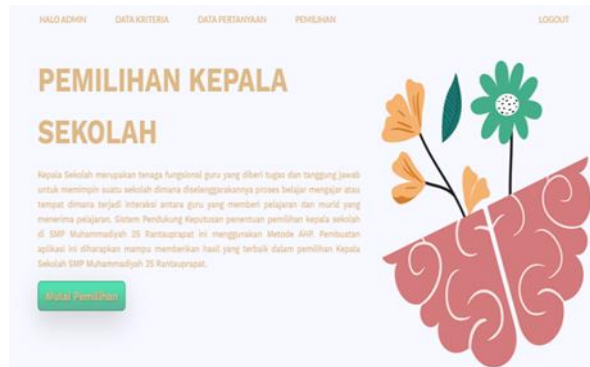 HALO ADMIN DATA KRITERIA DATA PERTANYAAN PEMILIHAN LOGOUT
PEMILIHAN KEPALA
SEKOLAH
Kepala Sekolah merupakan tenaga fungsional guru yang diberi tugas dan tanggung jawab
untuk memimpin suatu sekolah dimana diselenggarakannya proses belajar mengajar atau
tempat dimana terjadi interaksi antara guru yang memberi pelajaran dan murid yang
menerima pelajaran. Sistem Pendukung Keputusan penentuan pemilihan kepala sekolah
di SMP Muhammadiyah 35 Rantauprapat ini menggunakan Metode AHP. Pembuatan
aplikasi ini diharapkan mampu memberikan hasil yang terbaik dalam pemilihan Kepala
Sekolah SMP Muhammadiyah 35 Rantauprapat.
Mulai Pemilihan